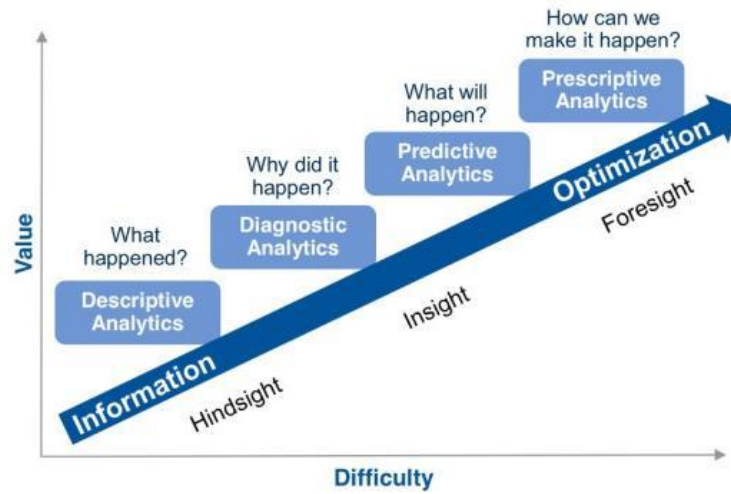 How can we
make it happen?
Prescriptive
Analytics
What will
happen?
Predictive
Analytics
Why did it
happen?
Diagnostic
Analytics
What
happened?
Descriptive
Analytics
Value
Information
Optimization
Hindsight
Insight
Foresight
Difficulty